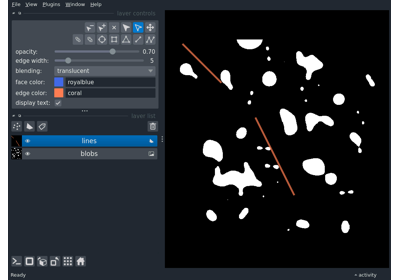 File View Plugins Window Help
layer controls
opacity: 0.70
edge width: 5
blending: translucent
face color: royalblue
edge color: coral
display text:
layer list
lines
blobs
Ready
activity